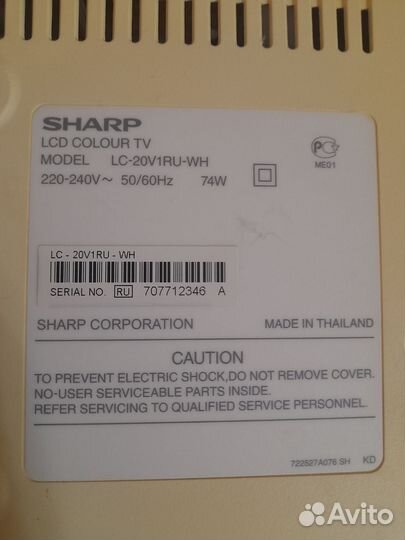 SHARP
LCD COLOUR TV
MODEL LC-20V1RU-WH
220-240V~ 50/60Hz 74W
ME01
LC - 20V1RU - WH
SERIAL NO. RU 707712346 A
SHARP CORPORATION MADE IN THAILAND
CAUTION
TO PREVENT ELECTRIC SHOCK,DO NOT REMOVE COVER.
NO-USER SERVICEABLE PARTS INSIDE.
REFER SERVICING TO QUALIFIED SERVICE PERSONNEL.
722527A076 SH KD
Avito